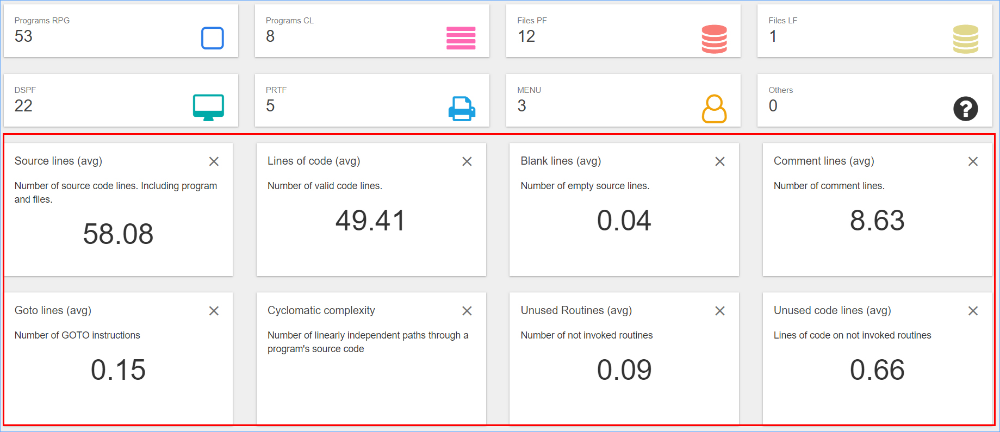 Programs RPG
53
Programs CL
8
Files PF
12
Files LF
1
DSPF
22
PRTF
5
MENU
3
Others
0
Source lines (avg)
Number of source code lines. Including program
and files.
58.08
Lines of code (avg)
Number of valid code lines.
49.41
Blank lines (avg)
Number of empty source lines.
0.04
Comment lines (avg)
Number of comment lines.
8.63
Goto lines (avg)
Number of GOTO instructions
0.15
Cyclomatic complexity
Number of linearly independent paths through a
program's source code
Unused Routines (avg)
Number of not invoked routines
0.09
Unused code lines (avg)
Lines of code on not invoked routines
0.66